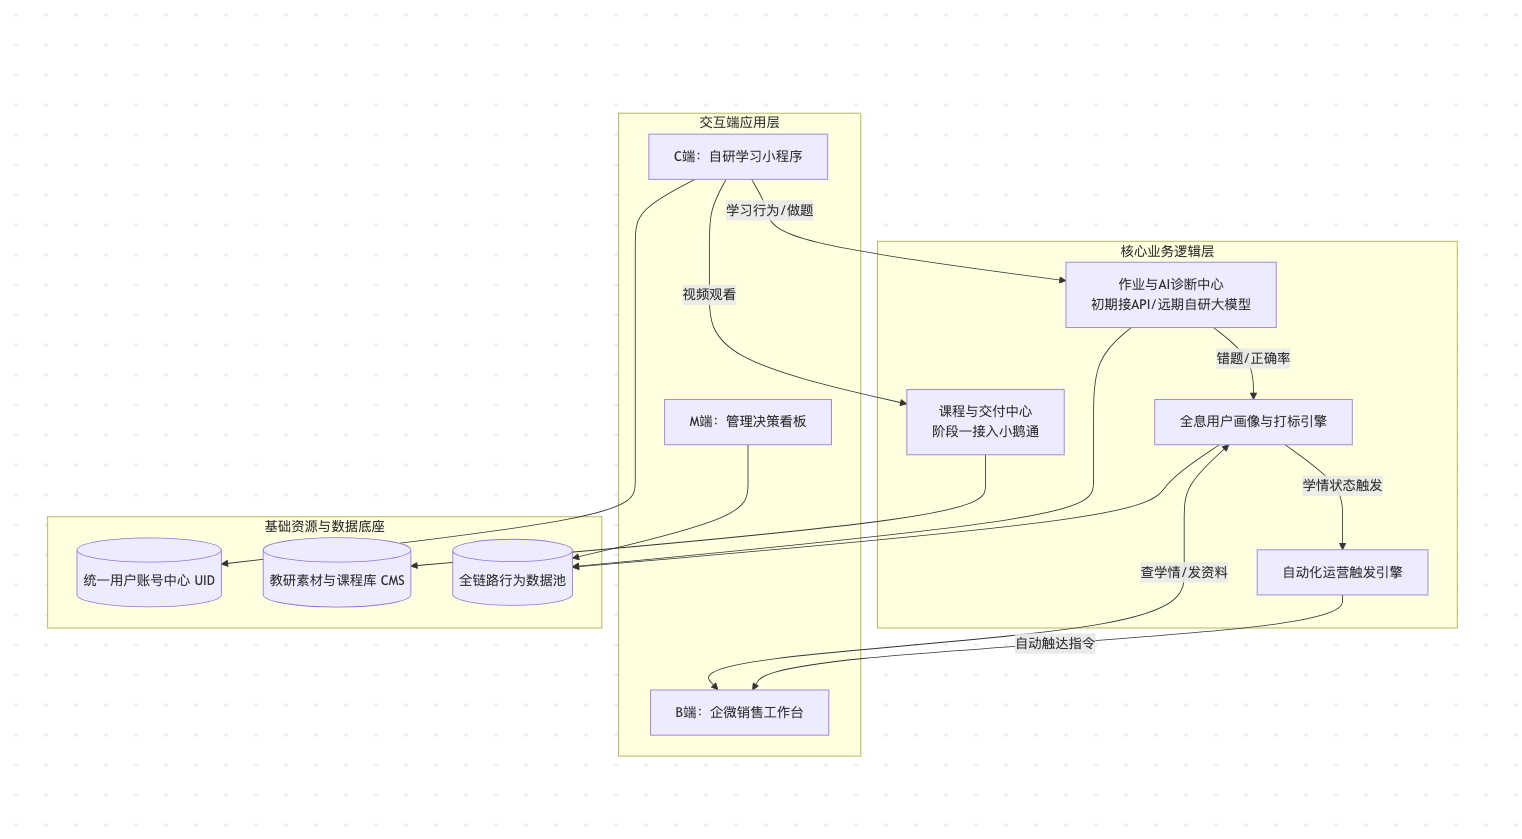 交互端应用层
C端：自研学习小程序
学习行为/做题
核心业务逻辑层
作业与AI诊断中心
初期接API/远期自研大模型
视频观看
错题/正确率
课程与交付中心
阶段一接入小鹅通
M端：管理决策看板
全息用户画像与打标引擎
学情状态触发
基础资源与数据底座
统一用户账号中心 UID
教研素材与课程库 CMS
全链路行为数据池
查学情/发资料
自动化运营触发引擎
自动触达指令
B端：企微销售工作台